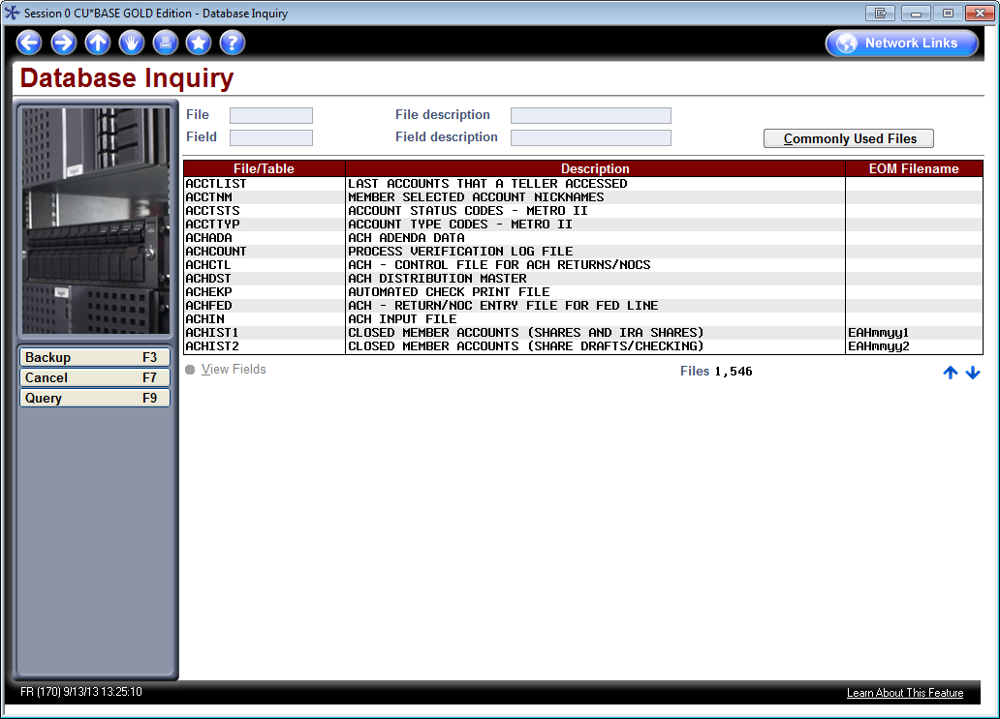 Session 0 CU*BASE GOLD Edition - Database Inquiry
Network Links
Database Inquiry
File File description
Field Field description
Commonly Used Files
File/Table Description EOM Filename
ACCTLIST LAST ACCOUNTS THAT A TELLER ACCESSED
ACCTNM MEMBER SELECTED ACCOUNT NICKNAMES
ACCTSTS ACCOUNT STATUS CODES - METRO II
ACCTTYP ACCOUNT TYPE CODES - METRO II
ACHADA ACH ADENDA DATA
ACHCOUNT PROCESS VERIFICATION LOG FILE
ACHCTL ACH - CONTROL FILE FOR ACH RETURNS/NOCS
ACHDST ACH DISTRIBUTION MASTER
ACHEKP AUTOMATED CHECK PRINT FILE
ACHFED ACH - RETURN/NOC ENTRY FILE FOR FED LINE
ACHIN ACH INPUT FILE
ACHIST1 CLOSED MEMBER ACCOUNTS (SHARES AND IRA SHARES) EAHmmyy1
ACHIST2 CLOSED MEMBER ACCOUNTS (SHARE DRAFTS/CHECKING) EAHmmyy2
View Fields Files 1,546
Backup F3
Cancel F7
Query F9
FR (170) 9/13/13 13:25:10
Learn About This Feature